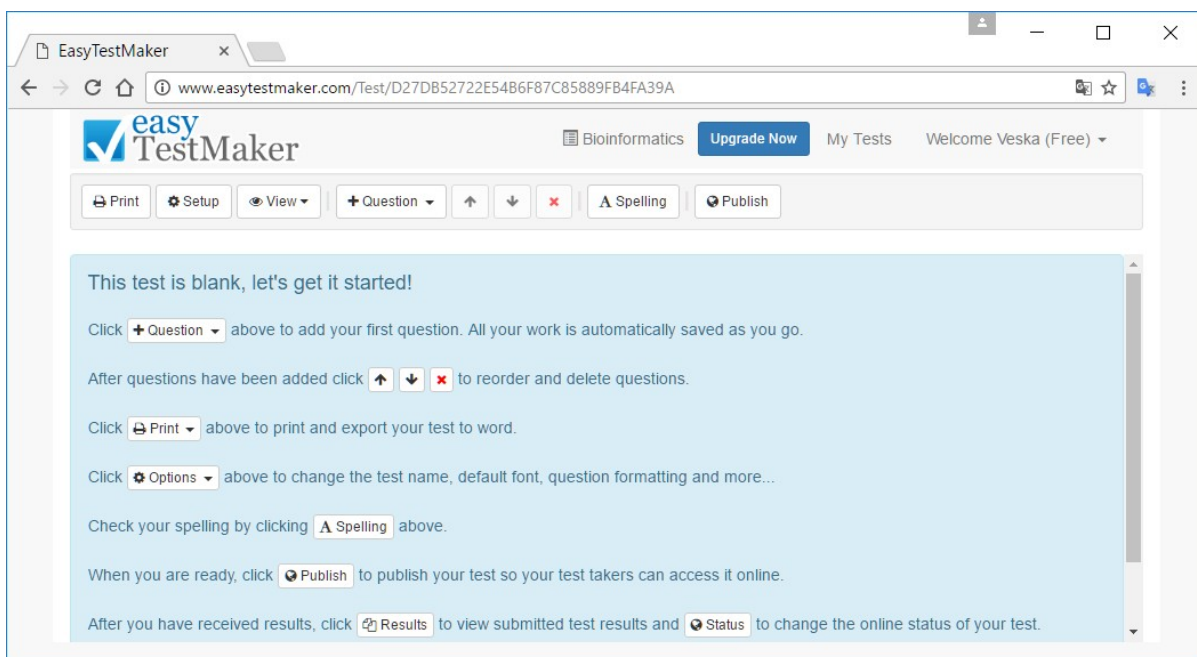 EasyTestMaker
www.easytestmaker.com/Test/D27DB52722E54B6F87C85889FB4FA39A
easy
TestMaker
Bioinformatics Upgrade Now My Tests Welcome Veska (Free)
Print Setup View Question A Spelling Publish
This test is blank, let's get it started!
Click + Question above to add your first question. All your work is automatically saved as you go.
After questions have been added click to reorder and delete questions.
Click Print above to print and export your test to word.
Click Options above to change the test name, default font, question formatting and more...
Check your spelling by clicking A Spelling above.
When you are ready, click Publish to publish your test so your test takers can access it online.
After you have received results, click Results to view submitted test results and Status to change the online status of your test.